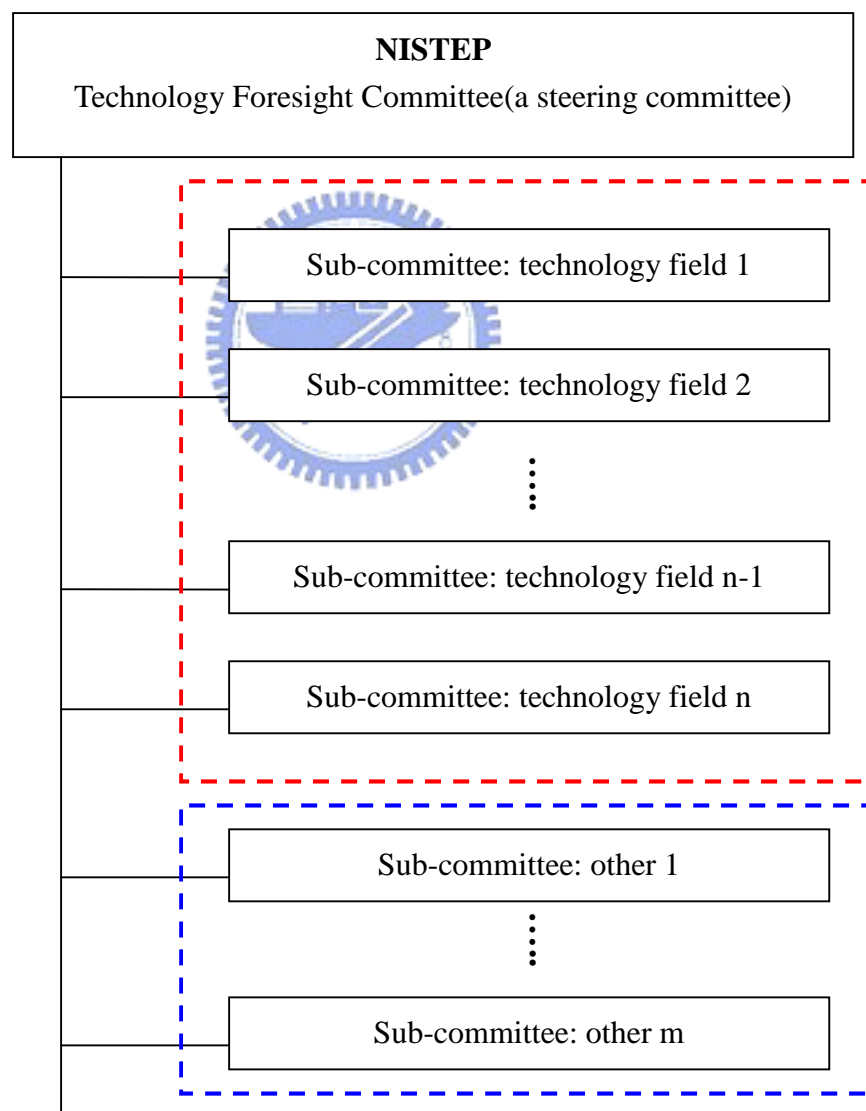 NISTEP
Technology Foresight Committee(a steering committee)
Sub-committee: technology field 1
Sub-committee: technology field 2
Sub-committee: technology field n-1
Sub-committee: technology field n
Sub-committee: other 1
Sub-committee: other m